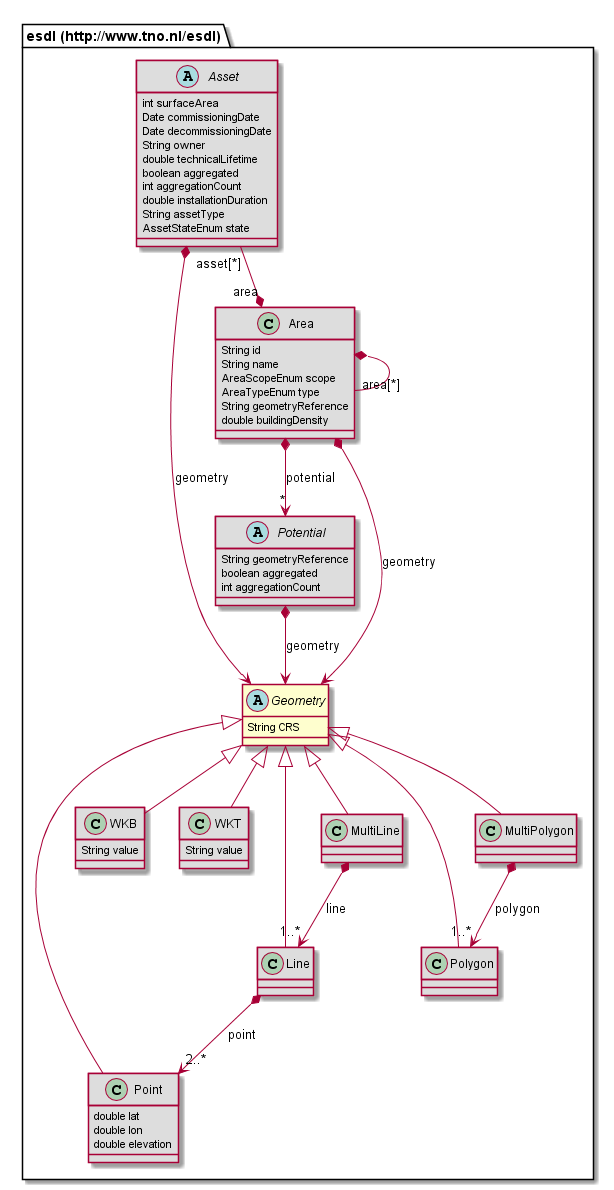 esdl (http://www.tno.nl/esdl)
A Asset
int surfaceArea
Date commissioningDate
Date decommissioningDate
String owner
double technicalLifetime
boolean aggregated
int aggregationCount
double installationDuration
String assetType
AssetStateEnum state
asset[*]
area
C Area
String id
String name
AreaScopeEnum scope
AreaTypeEnum type
String geometryReference
double buildingDensity
area[*]
geometry
potential
*
A Potential
String geometryReference
boolean aggregated
int aggregationCount
geometry
geometry
A Geometry
String CRS
C WKB
String value
C WKT
String value
C MultiLine
C MultiPolygon
line
1..*
polygon
1..*
C Line
C Polygon
point
2..*
C Point
double lat
double lon
double elevation